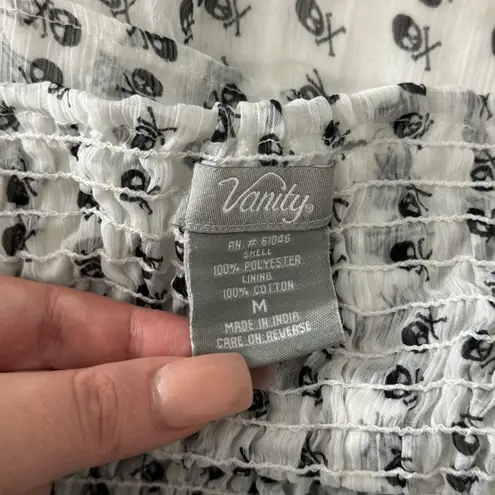 Vanity®
RN # 61046
SHELL
100% POLYESTER
LINING
100% COTTON
M
MADE IN INDIA
CARE ON REVERSE